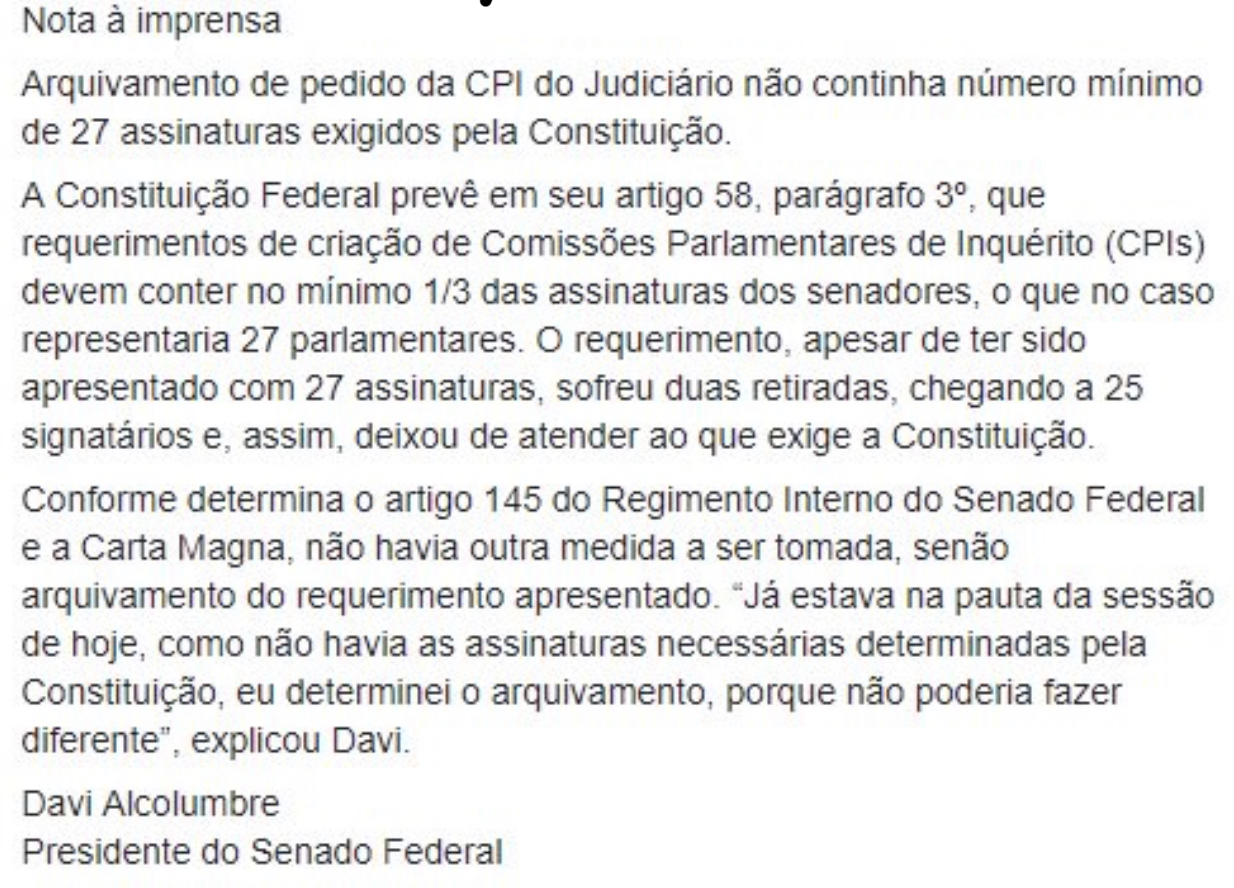 Nota à imprensa
Arquivamento de pedido da CPI do Judiciário não continha número mínimo
de 27 assinaturas exigidos pela Constituição.
A Constituição Federal prevê em seu artigo 58, parágrafo 3º, que
requerimentos de criação de Comissões Parlamentares de Inquérito (CPIs)
devem conter no mínimo 1/3 das assinaturas dos senadores, o que no caso
representaria 27 parlamentares. O requerimento, apesar de ter sido
apresentado com 27 assinaturas, sofreu duas retiradas, chegando a 25
signatários e, assim, deixou de atender ao que exige a Constituição.
Conforme determina o artigo 145 do Regimento Interno do Senado Federal
e a Carta Magna, não havia outra medida a ser tomada, senão
arquivamento do requerimento apresentado. “Já estava na pauta da sessão
de hoje, como não havia as assinaturas necessárias determinadas pela
Constituição, eu determinei o arquivamento, porque não poderia fazer
diferente”, explicou Davi.
Davi Alcolumbre
Presidente do Senado Federal